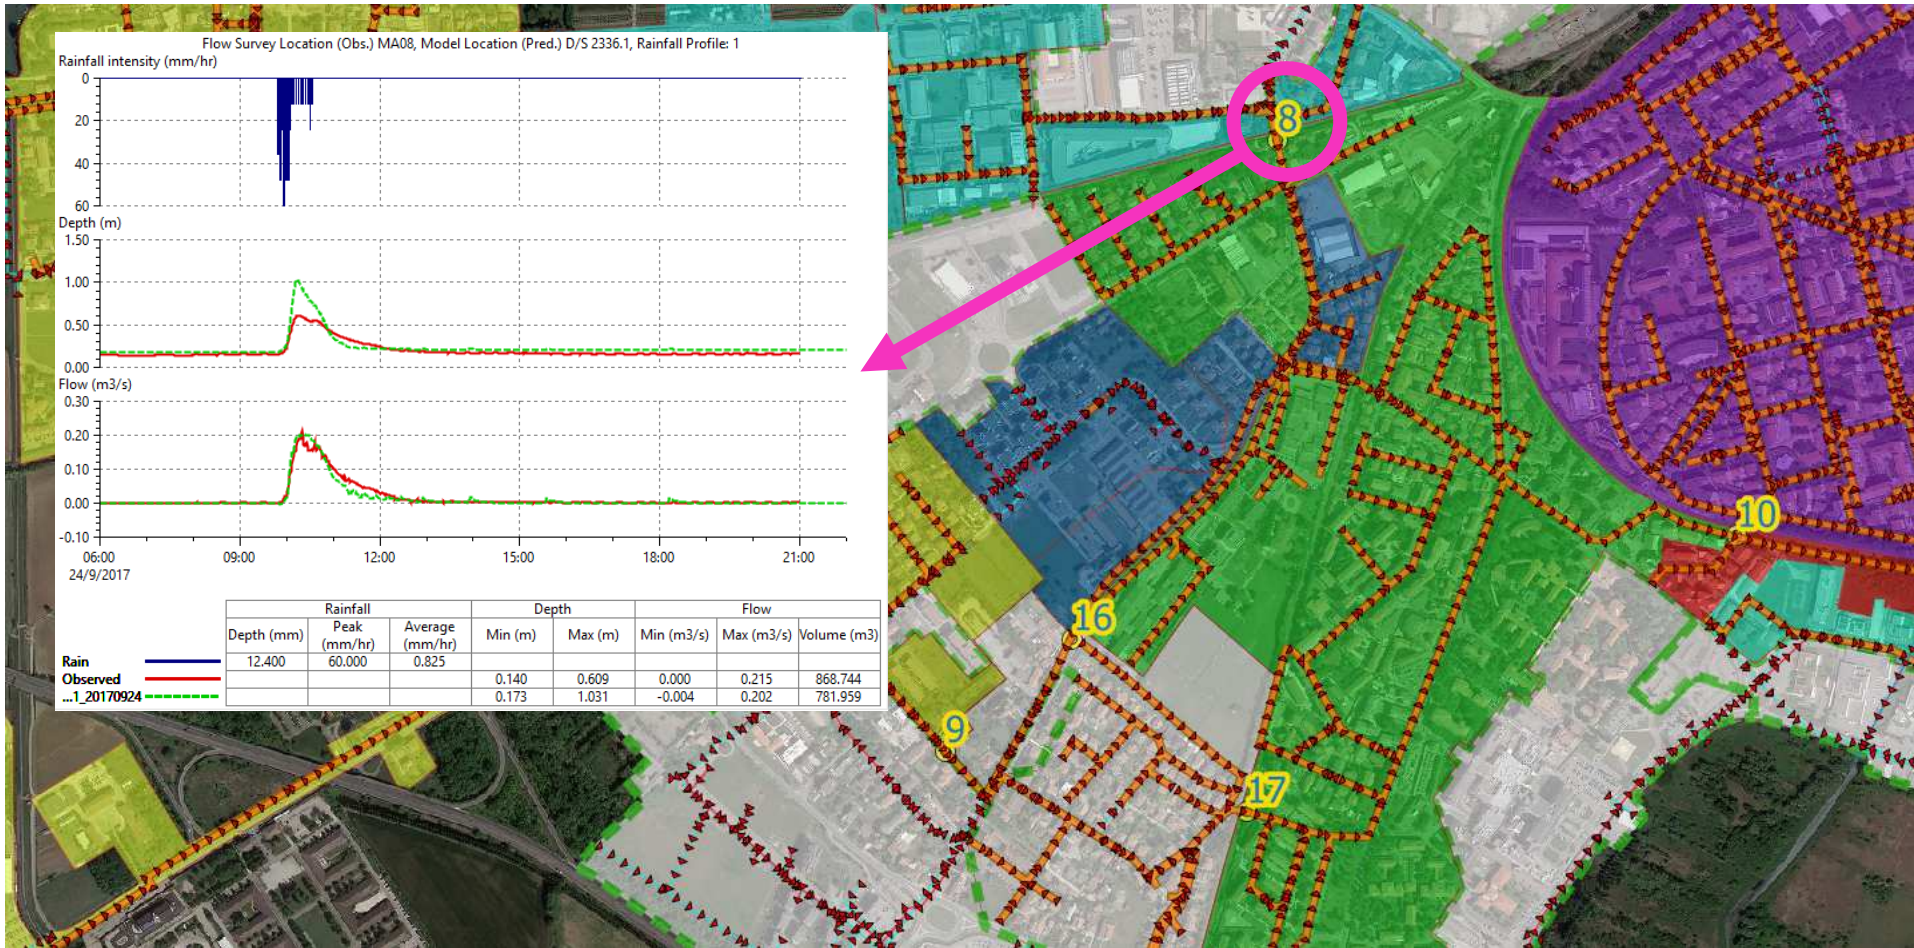 Flow Survey Location (Obs.) MA08, Model Location (Pred.) D/S 2336.1, Rainfall Profile: 1
Rainfall intensity (mm/hr)
0
20
40
60
Depth (m)
1.50
1.00
0.50
0.00
Flow (m3/s)
0.30
0.20
0.10
0.00
-0.10
06:00 09:00 12:00 15:00 18:00 21:00
24/9/2017
Rainfall Depth Flow
Depth (mm) Peak (mm/hr) Average (mm/hr) Min (m) Max (m) Min (m3/s) Max (m3/s) Volume (m3)
Rain 12.400 60.000 0.825
Observed 0.140 0.609 0.000 0.215 868.744
...1_20170924 0.173 1.031 -0.004 0.202 781.959
8
10
16
9
17